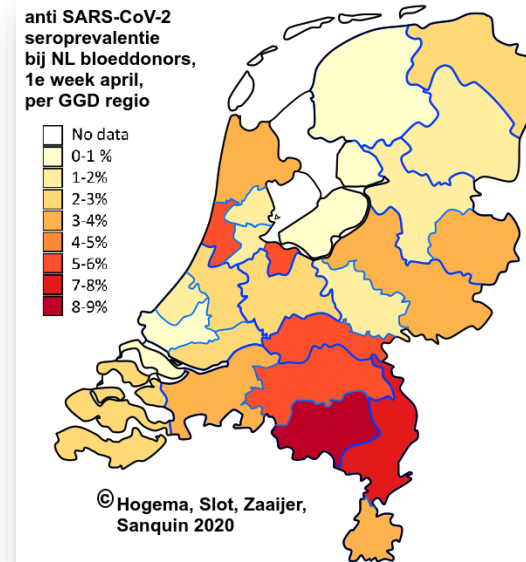 anti SARS-CoV-2
seroprevalentie
bij NL bloeddonors,
1e week april,
per GGD regio
No data
0-1 %
1-2%
2-3%
3-4%
4-5%
5-6%
7-8%
8-9%
© Hogema, Slot, Zaaijer,
Sanquin 2020